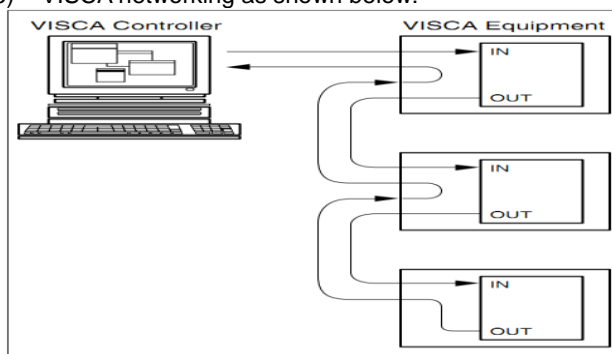 VISCA networking as shown below:
VISCA Controller
VISCA Equipment
IN
OUT
IN
OUT
IN
OUT